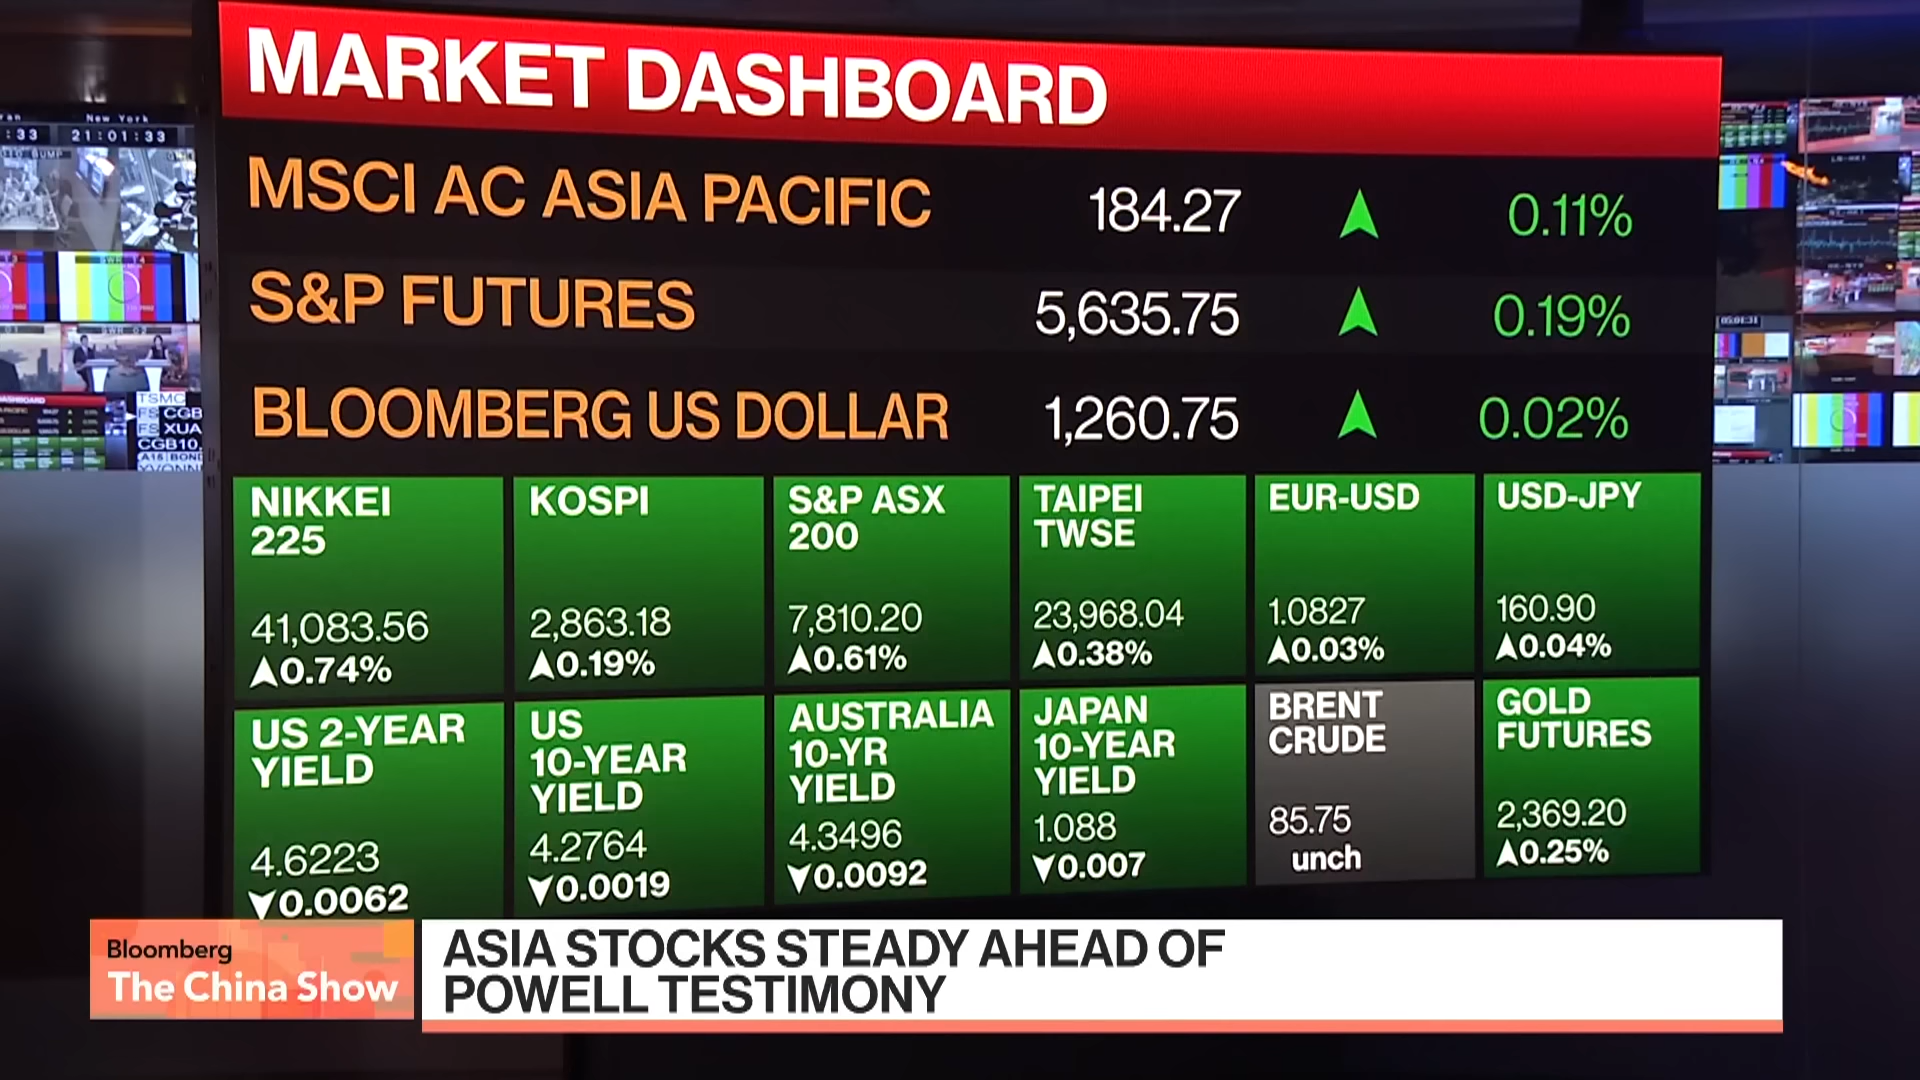 MARKET DASHBOARD
MSCI AC ASIA PACIFIC 184.27 ▲ 0.11%
S&P FUTURES 5,635.75 ▲ 0.19%
BLOOMBERG US DOLLAR 1,260.75 ▲ 0.02%
NIKKEI
225
41,083.56
▲0.74%
KOSPI
2,863.18
▲0.19%
S&P ASX
200
7,810.20
▲0.61%
TAIPEI
TWSE
23,968.04
▲0.38%
EUR-USD
1.0827
▲0.03%
USD-JPY
160.90
▲0.04%
US 2-YEAR
YIELD
4.6223
▼0.0062
US
10-YEAR
YIELD
4.2764
▼0.0019
AUSTRALIA
10-YR
YIELD
4.3496
▼0.0092
JAPAN
10-YEAR
YIELD
1.088
▼0.007
BRENT
CRUDE
85.75
unch
GOLD
FUTURES
2,369.20
▲0.25%
New York
:33 21:01:33
TSMC
FS CGB
FS XUA
CGB10
Bloomberg
The China Show
ASIA STOCKS STEADY AHEAD OF
POWELL TESTIMONY